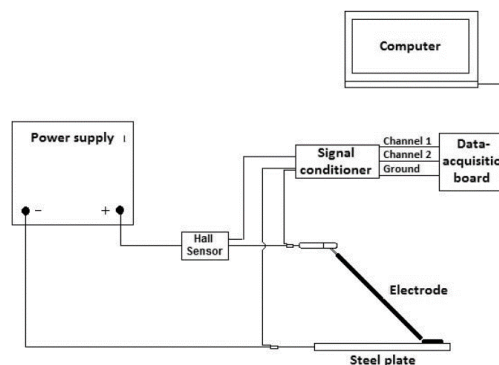 Computer
Power supply
Signal
conditioner
Channel 1
Channel 2
Ground
Data-
acquisitio
board
−
+
Hall
Sensor
Electrode
Steel plate